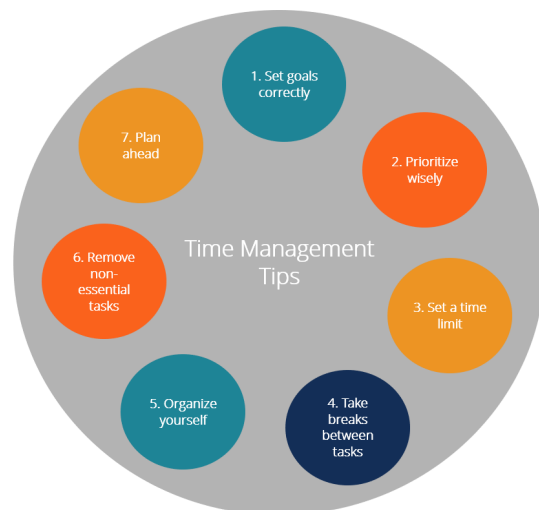 1. Set goals
correctly
2. Prioritize
wisely
3. Set a time
limit
4. Take
breaks
between
tasks
5. Organize
yourself
6. Remove
non-
essential
tasks
7. Plan
ahead
Time Management
Tips